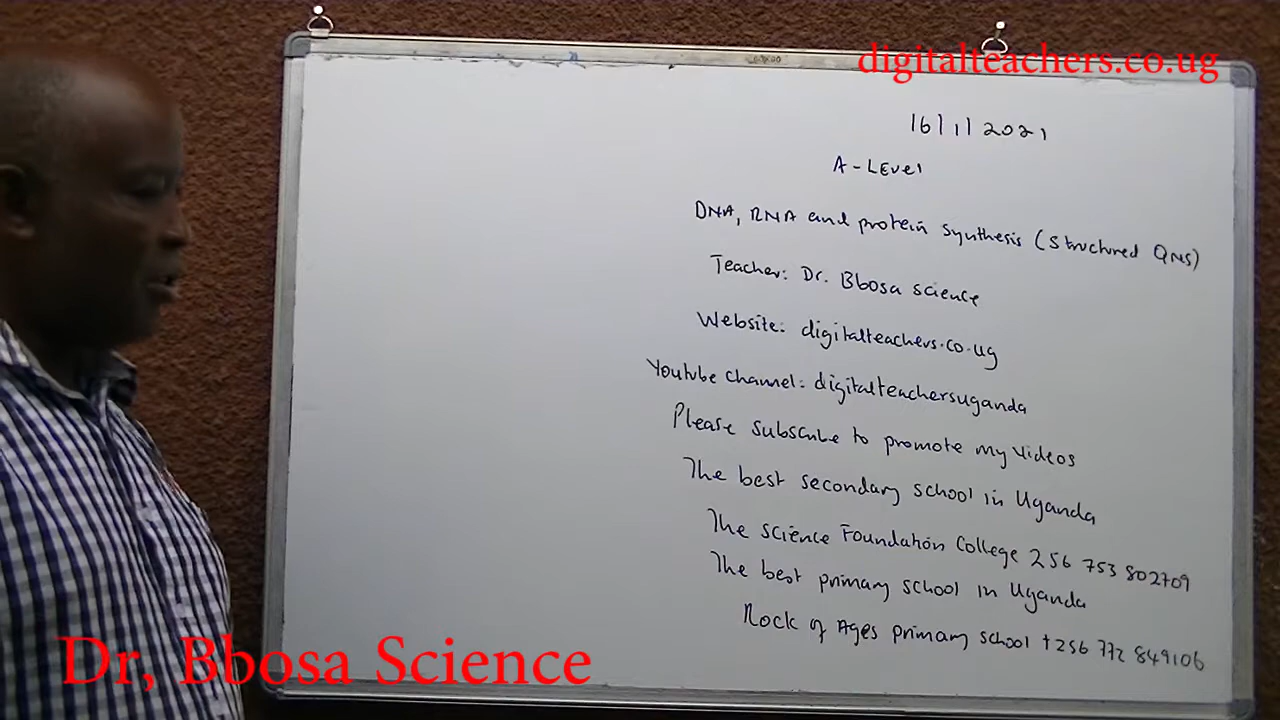 digitalteachers.co.ug
16/1/2021
A-Level
DNA, RNA and protein synthesis (structured QNS)
Teacher: Dr. Bbosa science
Website: digitalteachers.co.ug
Youtube channel: digitalteachersuganda
Please subscribe to promote my videos
The best secondary school in Uganda
The science Foundation College 256 753 802709
The best primary school in Uganda
Rock of Ages primary school +256 772 849106
Dr, Bbosa Science